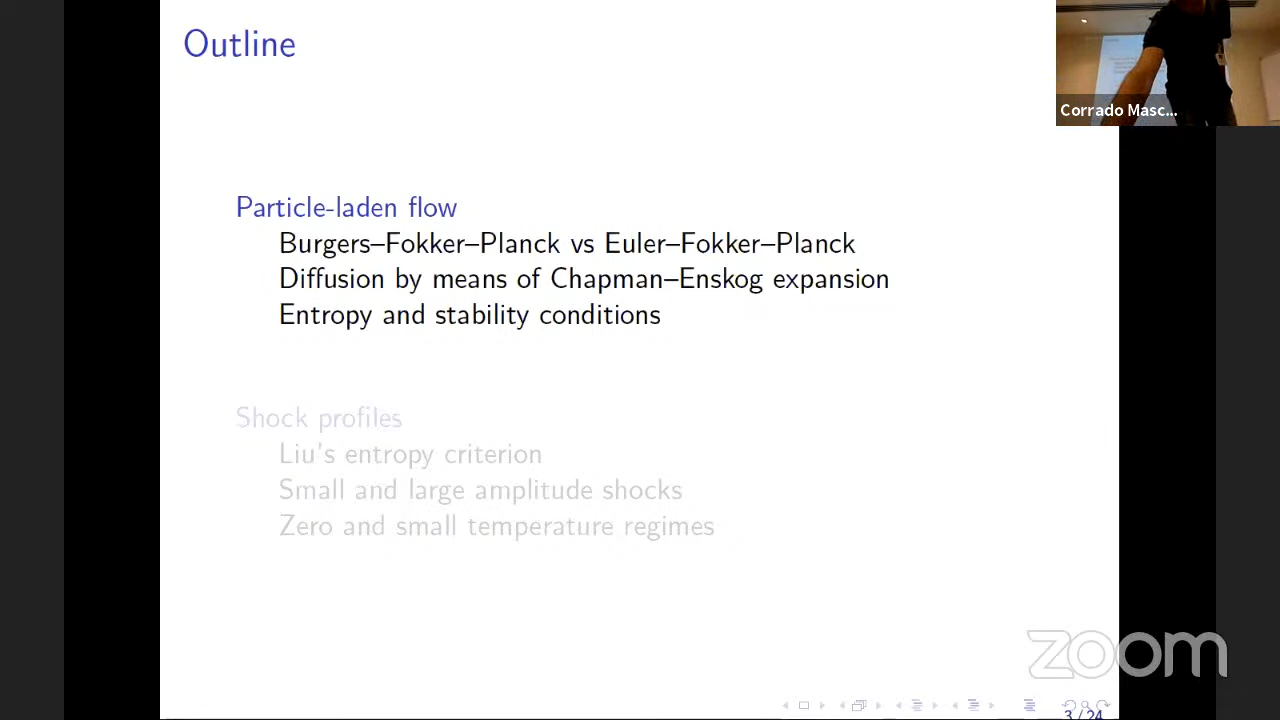 Outline
Corrado Masc...
Particle-laden flow
Burgers–Fokker–Planck vs Euler–Fokker–Planck
Diffusion by means of Chapman–Enskog expansion
Entropy and stability conditions
Shock profiles
Liu's entropy criterion
Small and large amplitude shocks
Zero and small temperature regimes
zoom
3 / 24